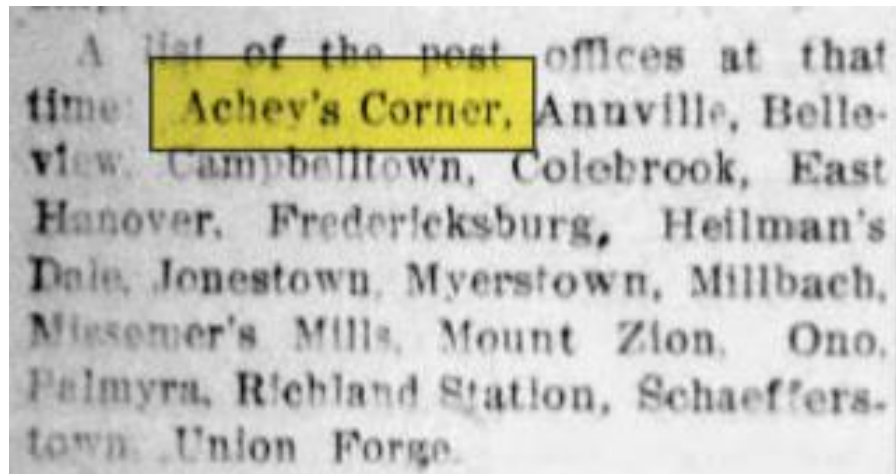 A list of the post offices at that
time: Achey's Corner, Annville, Belle-
view, Campbelltown, Colebrook, East
Hanover, Fredericksburg, Heilman's
Dale, Jonestown, Myerstown, Millbach,
Missemer's Mills, Mount Zion, Ono,
Palmyra, Richland Station, Schaeffers-
town, Union Forge.